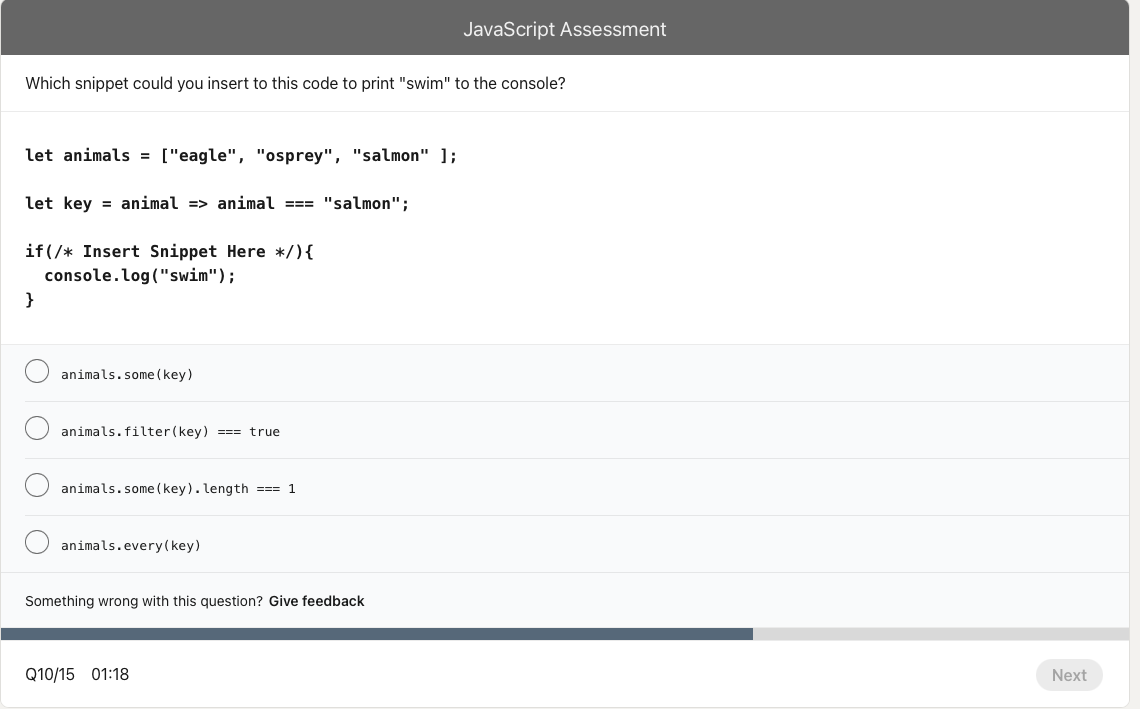 JavaScript Assessment
Which snippet could you insert to this code to print "swim" to the console?
let animals = ["eagle", "osprey", "salmon" ];
let key = animal => animal === "salmon";
if(/* Insert Snippet Here */){
  console.log("swim");
}
animals.some(key)
animals.filter(key) === true
animals.some(key).length === 1
animals.every(key)
Something wrong with this question? Give feedback
Q10/15 01:18
Next